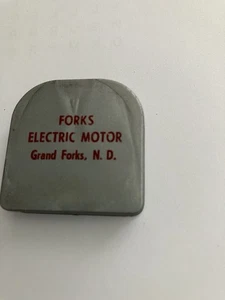 FORKS
ELECTRIC MOTOR
Grand Forks, N. D.